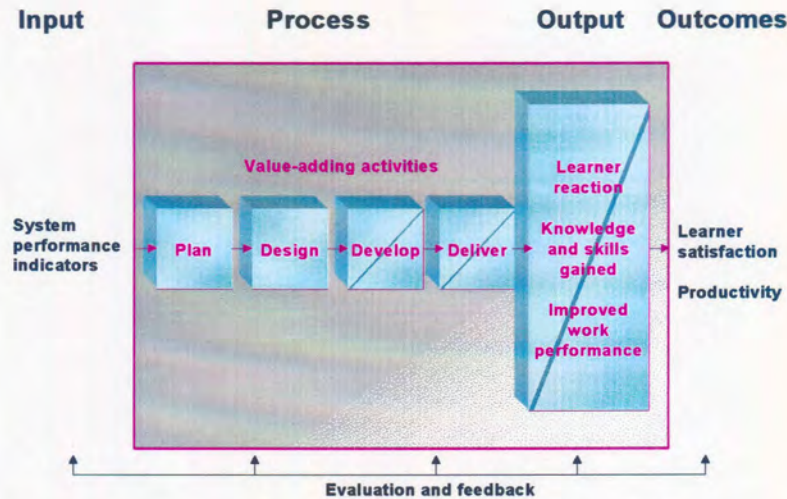 Input Process Output Outcomes
Value-adding activities
System
performance
indicators
Plan
Design
Develop
Deliver
Learner
reaction
Knowledge
and skills
gained
Improved
work
performance
Learner
satisfaction
Productivity
Evaluation and feedback